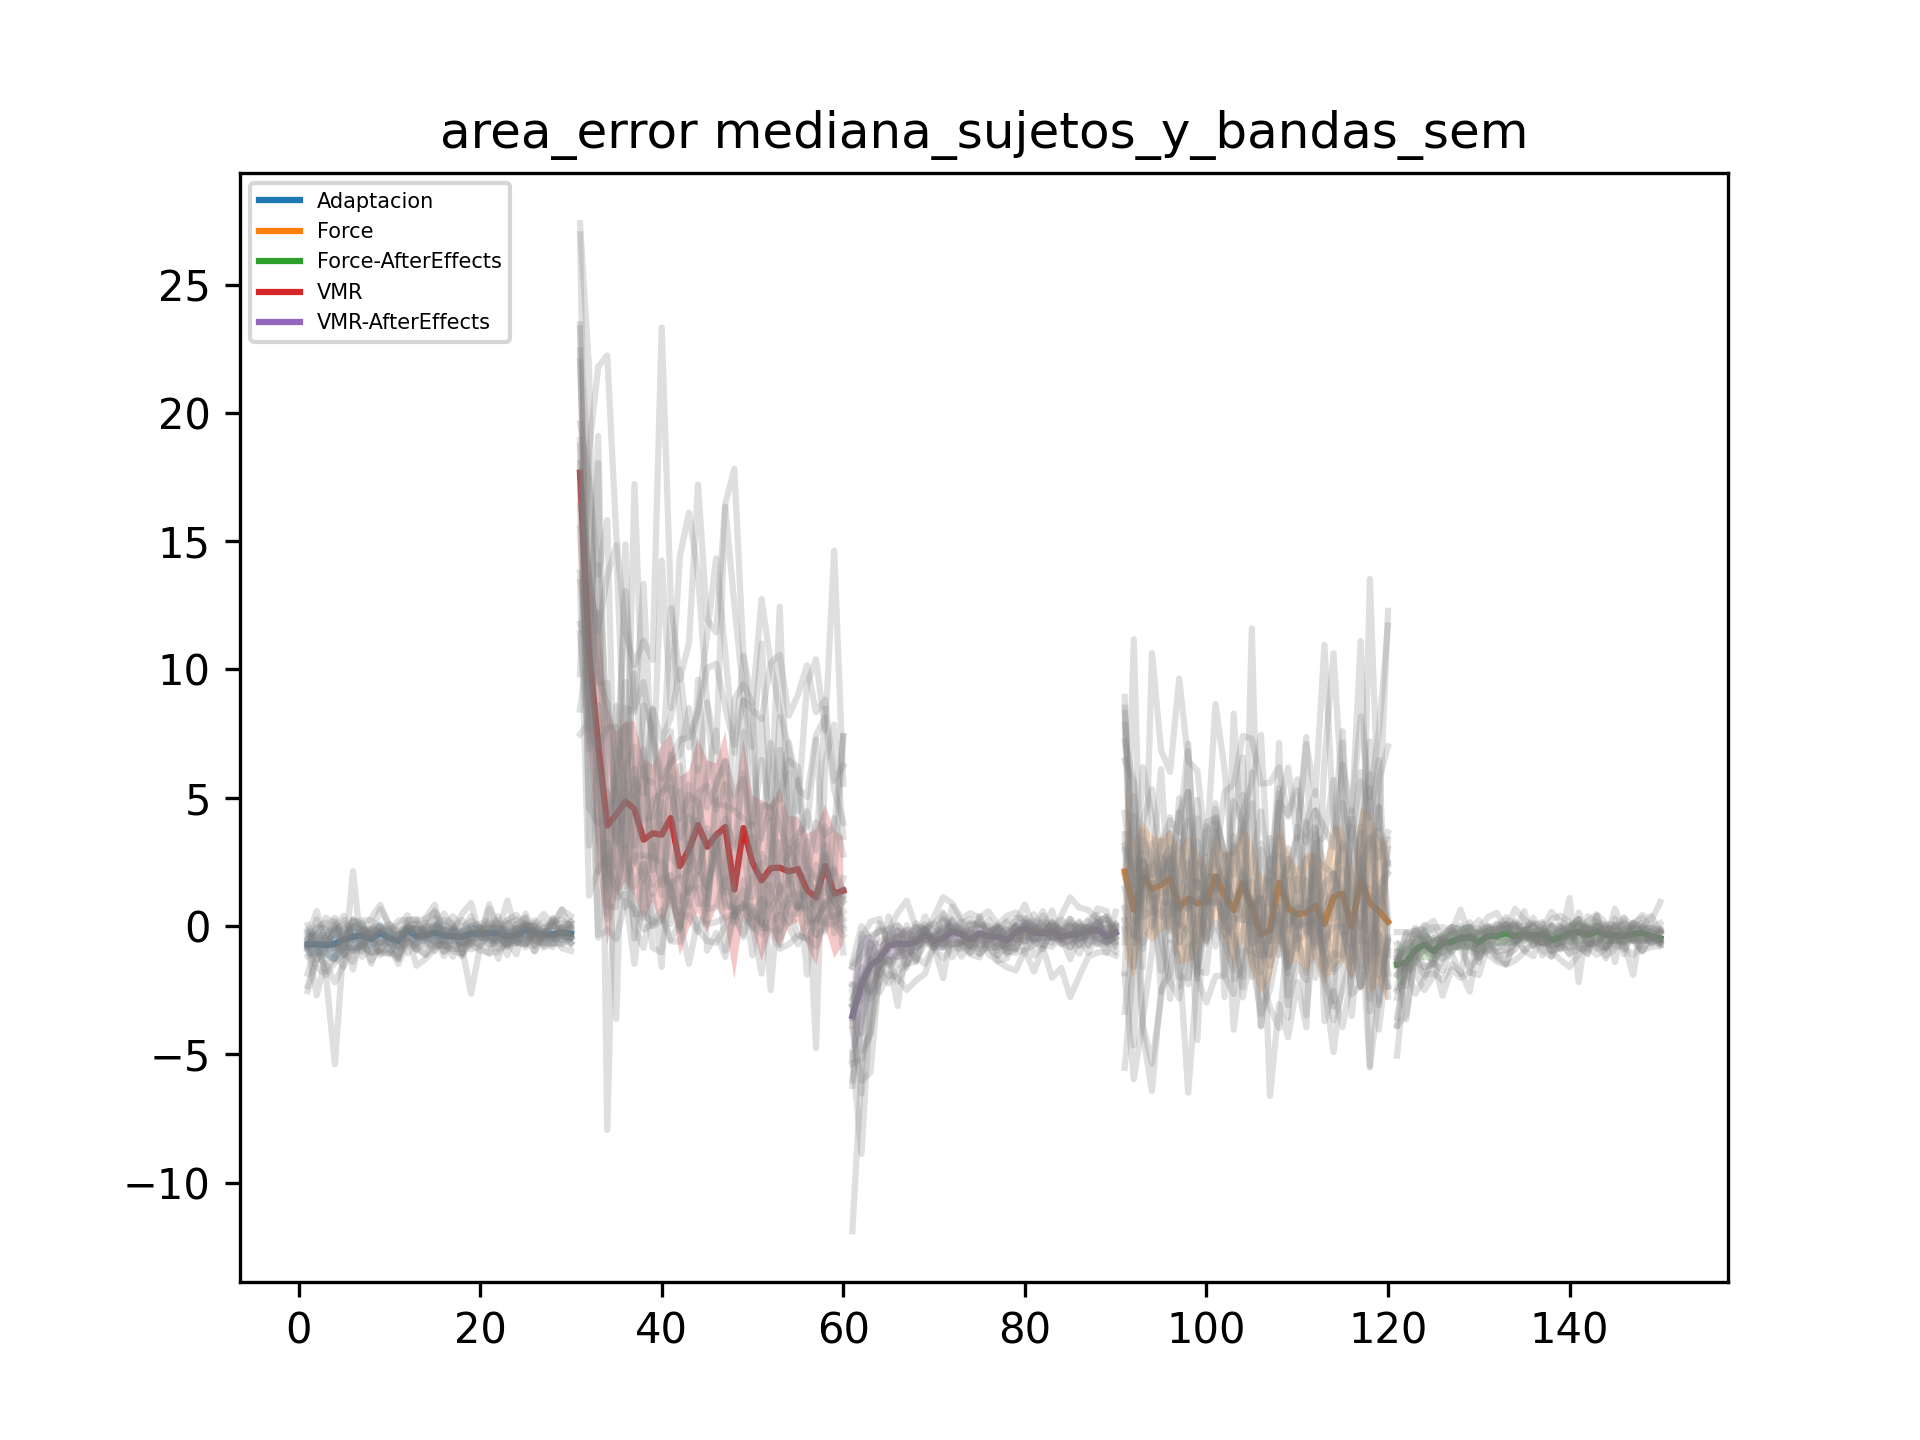 area_error mediana_sujetos_y_bandas_sem
Adaptacion
Force
Force-AfterEffects
VMR
VMR-AfterEffects
25
20
15
10
5
0
−5
−10
0 20 40 60 80 100 120 140